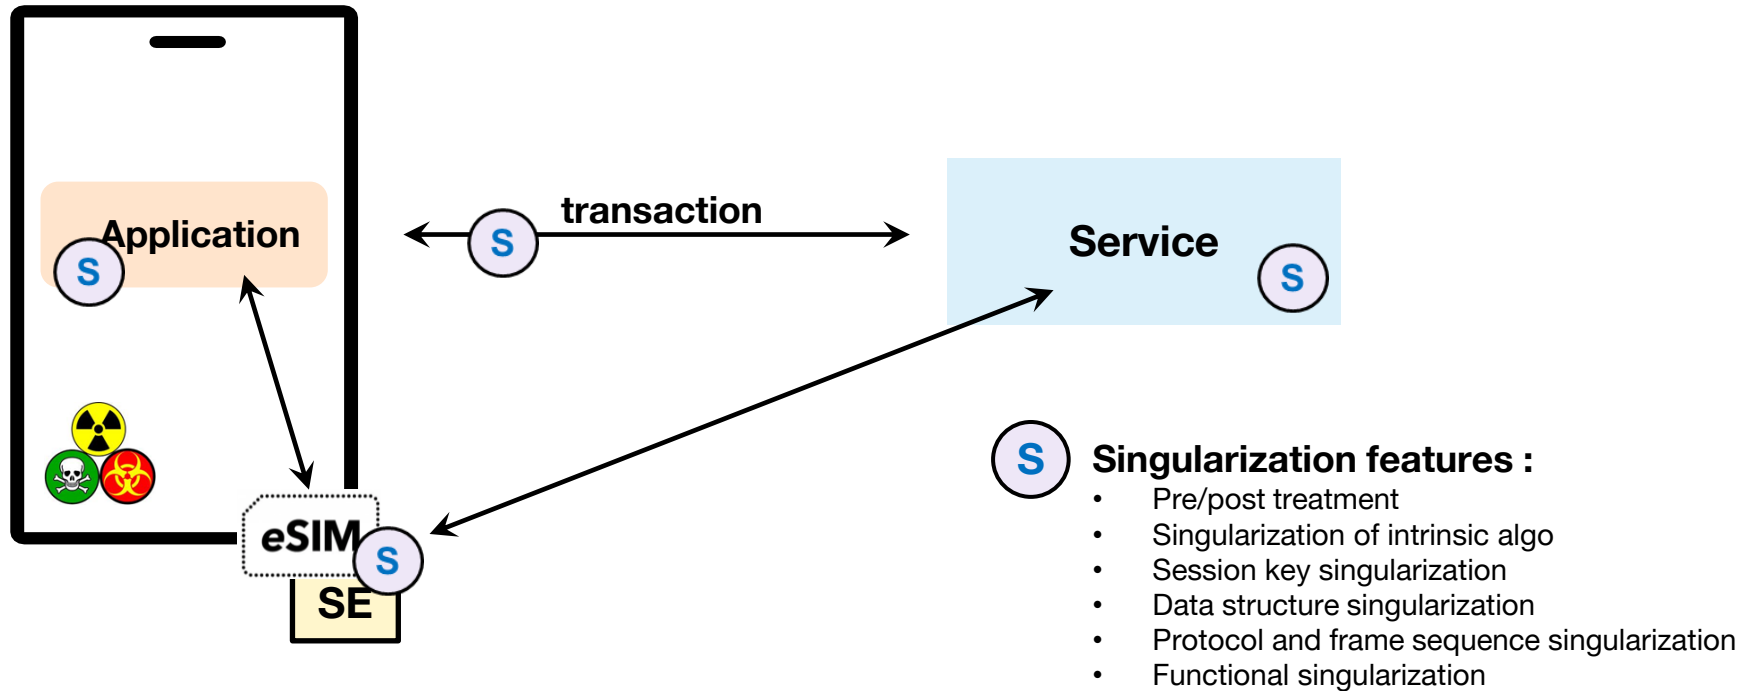 transaction
Application
S
S
Service
S
eSIM
S
SE
S
Singularization features :
• Pre/post treatment
• Singularization of intrinsic algo
• Session key singularization
• Data structure singularization
• Protocol and frame sequence singularization
• Functional singularization